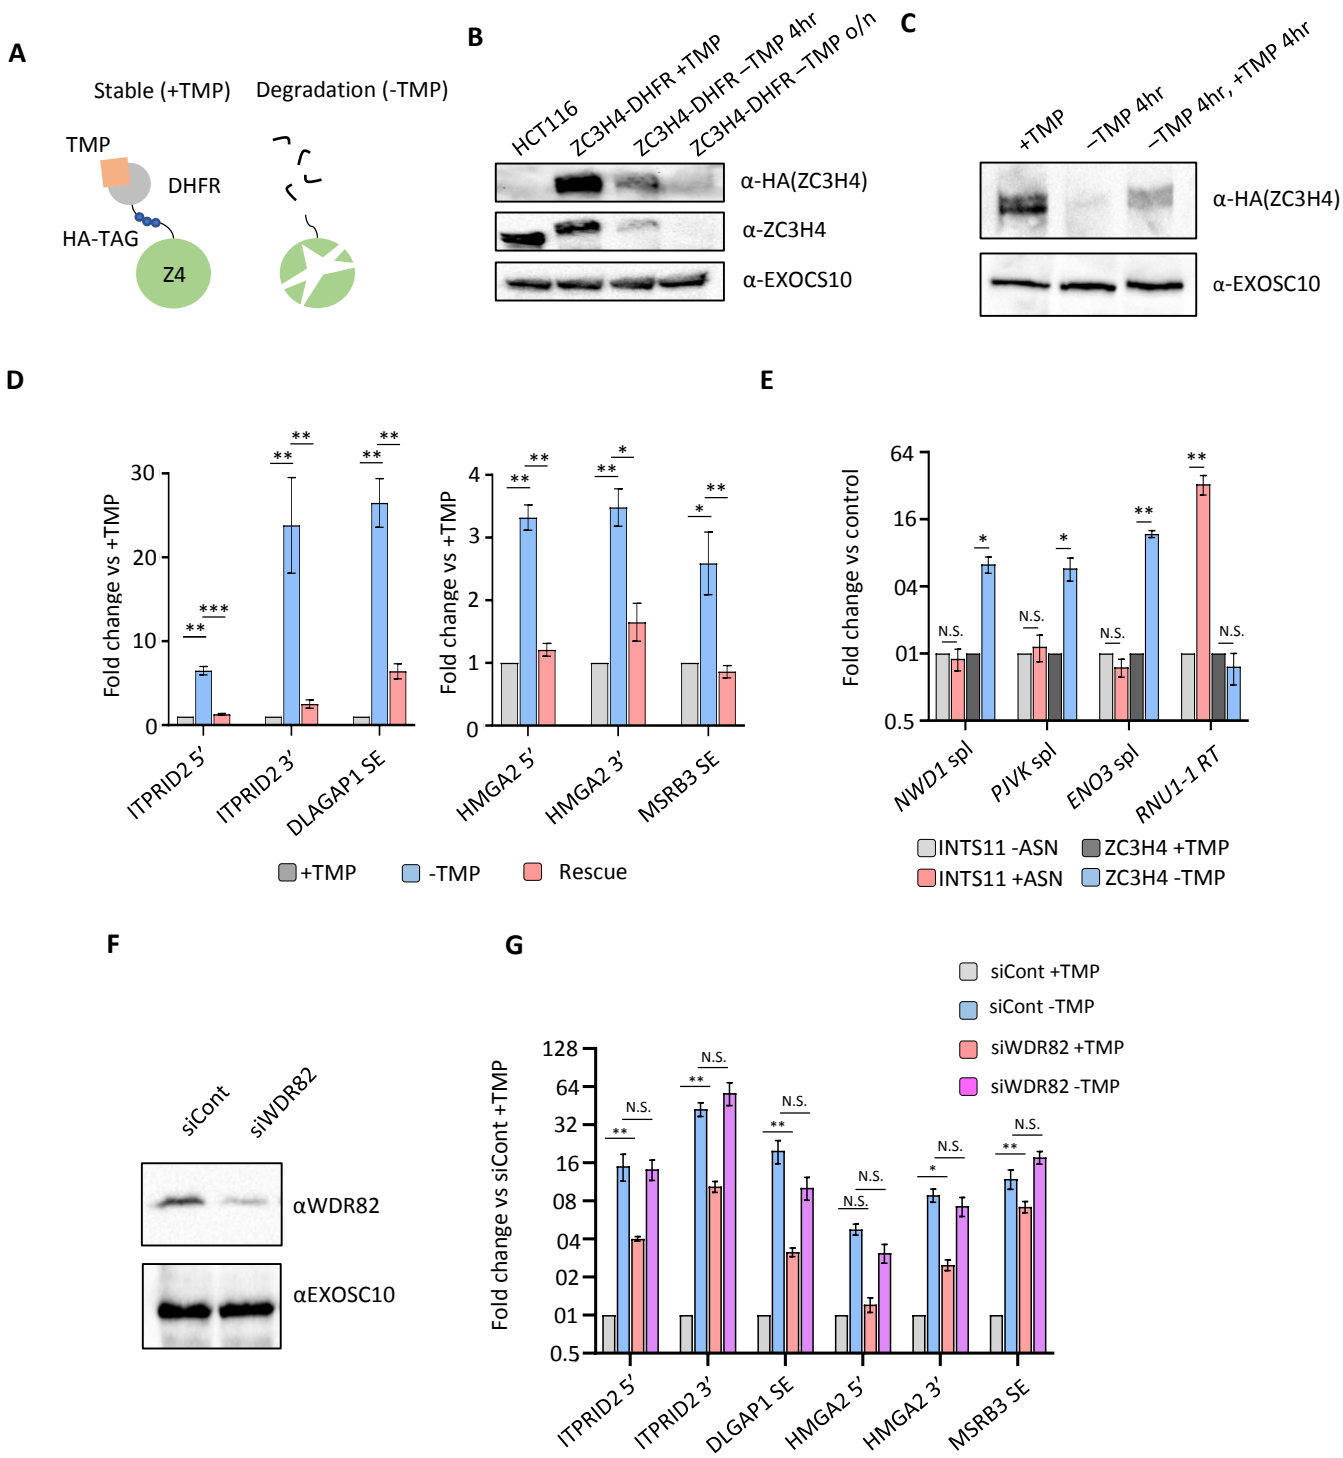 A
Stable (+TMP) Degradation (-TMP)
TMP
DHFR
HA-TAG
Z4
B
HCT116
ZC3H4-DHFR +TMP
ZC3H4-DHFR –TMP 4hr
ZC3H4-DHFR –TMP o/n
α-HA(ZC3H4)
α-ZC3H4
α-EXOCS10
C
+TMP
–TMP 4hr
–TMP 4hr, +TMP 4hr
α-HA(ZC3H4)
α-EXOSC10
D
Fold change vs +TMP
30
20
10
0
** ***
** **
** **
ITPRID2 5′
ITPRID2 3′
DLAGAP1 SE
Fold change vs +TMP
4
3
2
1
0
** **
** *
* **
HMGA2 5′
HMGA2 3′
MSRB3 SE
+TMP -TMP Rescue
E
Fold change vs control
64
16
04
01
0.5
N.S. *
N.S. *
N.S. **
** N.S.
NWD1 spl
PJVK spl
ENO3 spl
RNU1-1 RT
INTS11 -ASN ZC3H4 +TMP
INTS11 +ASN ZC3H4 -TMP
F
siCont
siWDR82
αWDR82
αEXOSC10
G
siCont +TMP
siCont -TMP
siWDR82 +TMP
siWDR82 -TMP
Fold change vs siCont +TMP
128
64
32
16
08
04
02
01
0.5
** N.S.
** N.S.
** N.S.
N.S. N.S.
* N.S.
** N.S.
ITPRID2 5′
ITPRID2 3′
DLGAP1 SE
HMGA2 5′
HMGA2 3′
MSRB3 SE